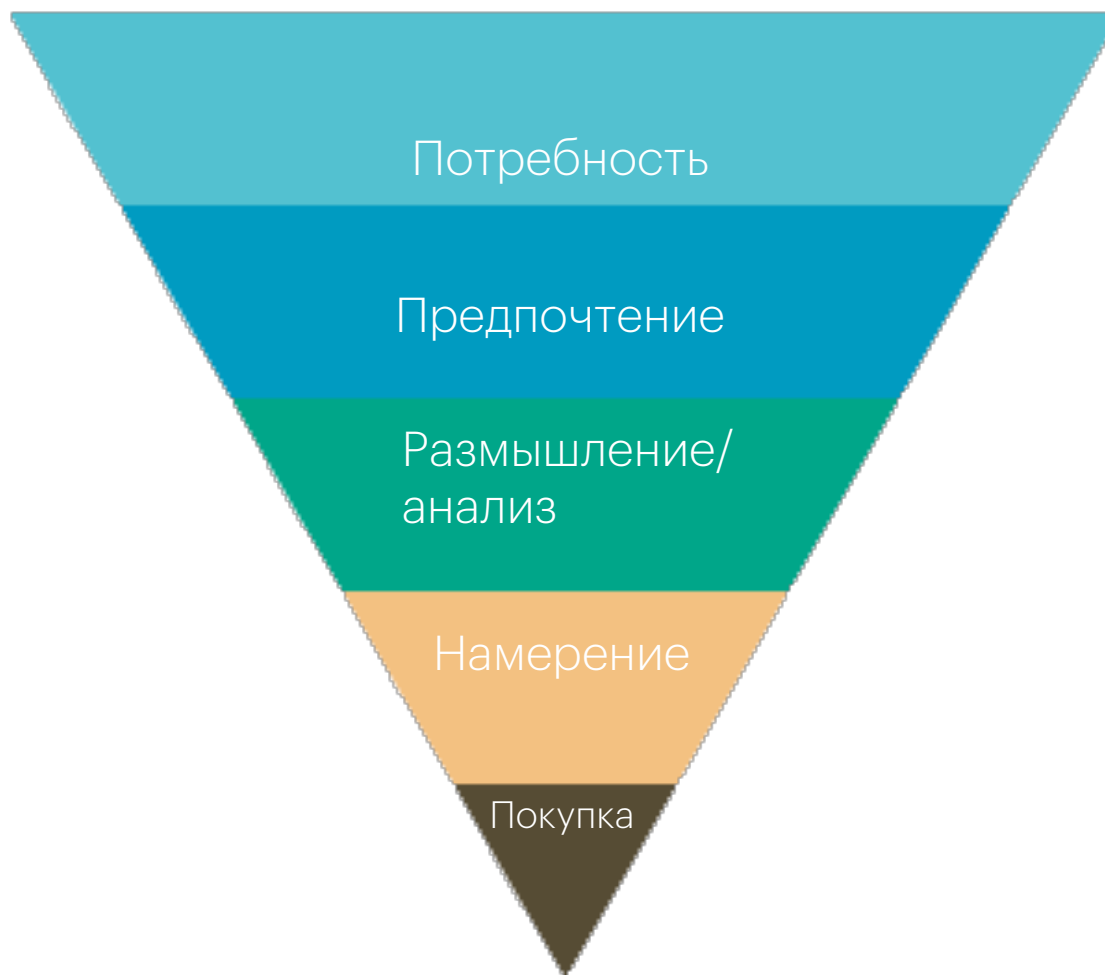 Потребность
Предпочтение
Размышление/
анализ
Намерение
Покупка